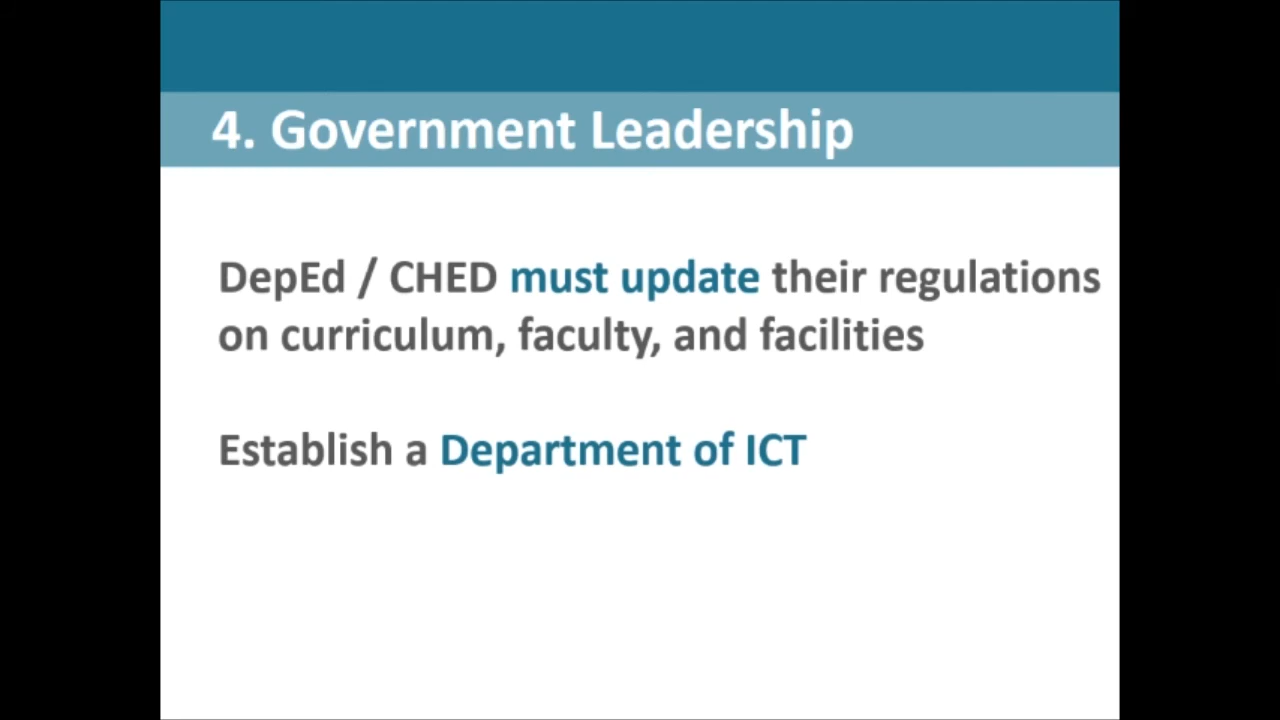 4. Government Leadership
DepEd / CHED must update their regulations
on curriculum, faculty, and facilities
Establish a Department of ICT